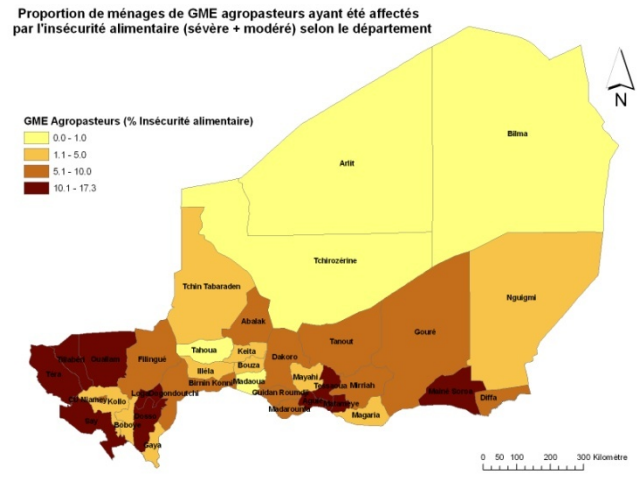 Proportion de ménages de GME agropasteurs ayant été affectés
par l'insécurité alimentaire (sévère + modéré) selon le département
N
GME Agropasteurs (% Insécurité alimentaire)
0.0 - 1.0
1.1 - 5.0
5.1 - 10.0
10.1 - 17.3
Bilma
Arlit
Tchirozérine
Tchin Tabaraden
Nguigmi
Abalak
Gouré
Tanout
Tahoua
Keita
Dakoro
Filingué
Ouallam
Illéla
Bouza
Mayahi
Tera
Birnin Konni
Madaoua
Mirriah
Guidan Roumdji
Diffa
Kollo
Madarounfa
Magaria
Say
Boboye
Gaya
0 50 100 200 300 Kilomètre